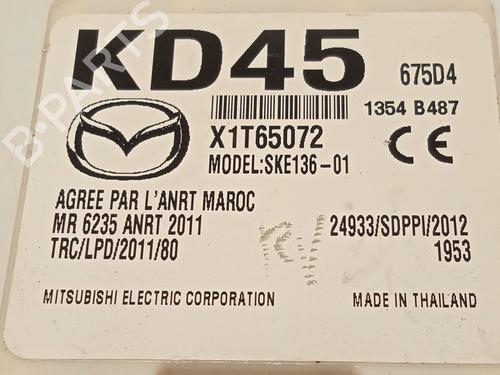 KD45
675D4
1354 B487
X1T65072
MODEL:SKE136-01
CE
AGREE PAR L'ANRT MAROC
MR 6235 ANRT 2011
TRC/LPD/2011/80
24933/SDPPI/2012
1953
MITSUBISHI ELECTRIC CORPORATION
MADE IN THAILAND
B-PARTS